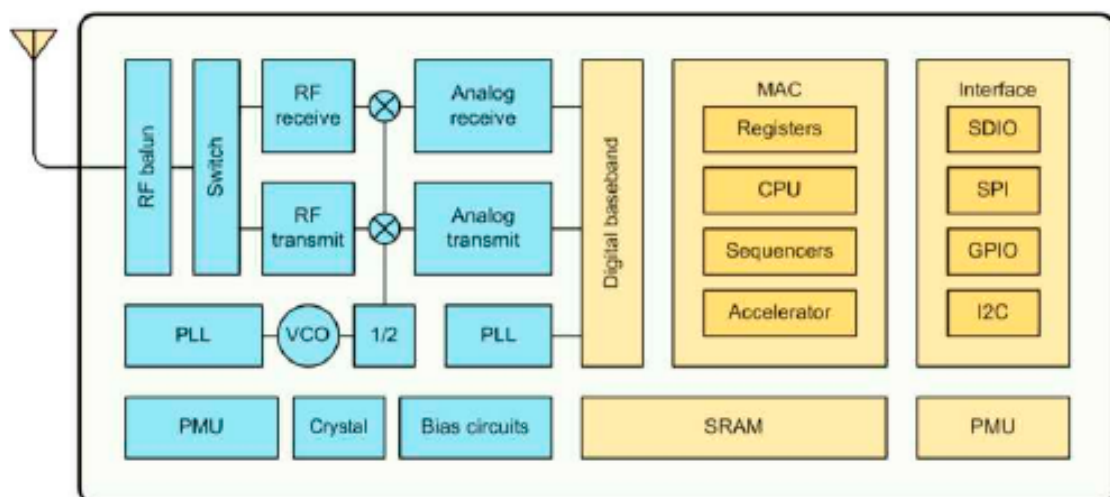 RF balun
Switch
RF
receive
Analog
receive
RF
transmit
Analog
transmit
PLL
VCO
1/2
PLL
Digital baseband
MAC
Registers
CPU
Sequencers
Accelerator
Interface
SDIO
SPI
GPIO
I2C
PMU
Crystal
Bias circuits
SRAM
PMU